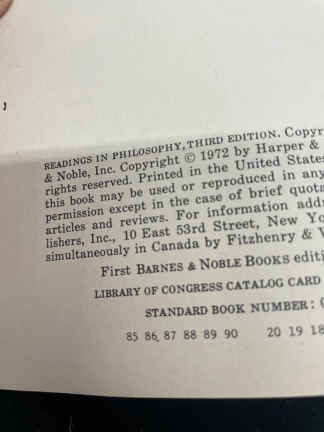 ,
READINGS IN PHILOSOPHY, THIRD EDITION. Copyr
& Noble, Inc. Copyright © 1972 by Harper &
rights reserved. Printed in the United States
this book may be used or reproduced in any
permission except in the case of brief quota
articles and reviews. For information addr
lishers, Inc., 10 East 53rd Street, New Yo
simultaneously in Canada by Fitzhenry & W
First BARNES & NOBLE BOOKS editi
LIBRARY OF CONGRESS CATALOG CARD
STANDARD BOOK NUMBER:
85 86 87 88 89 90 20 19 18